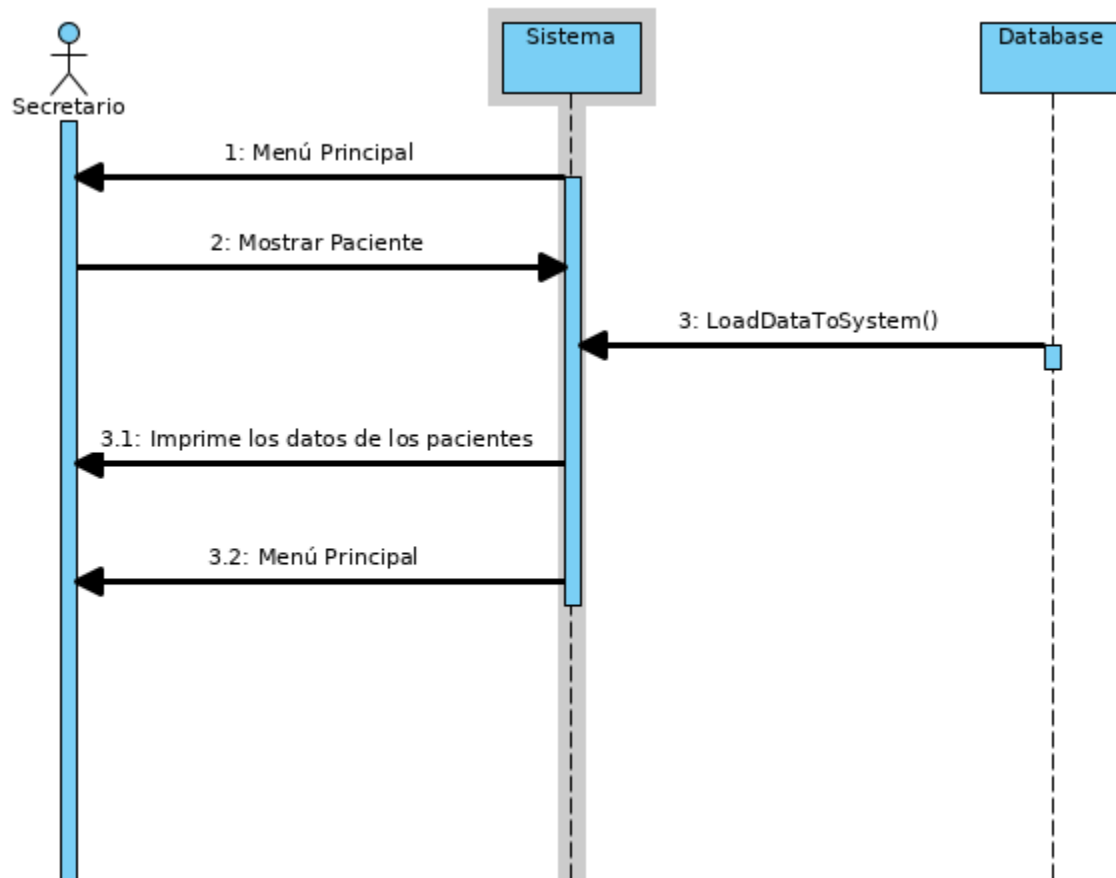 Sistema
Database
Secretario
1: Menú Principal
2: Mostrar Paciente
3: LoadDataToSystem()
3.1: Imprime los datos de los pacientes
3.2: Menú Principal